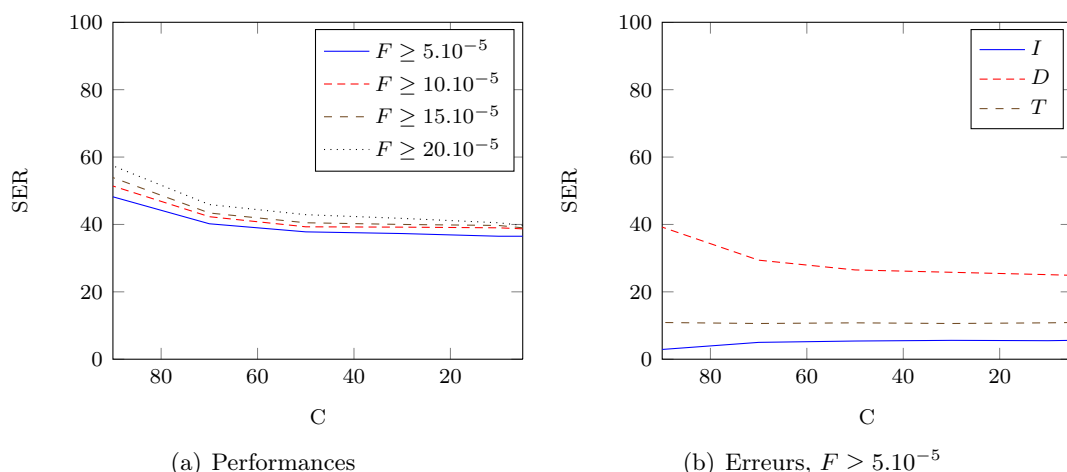 100
80
60
40
20
0
SER
80 60 40 20
C
F ≥ 5.10⁻⁵
F ≥ 10.10⁻⁵
F ≥ 15.10⁻⁵
F ≥ 20.10⁻⁵
(a) Performances
100
80
60
40
20
0
SER
80 60 40 20
C
I
D
T
(b) Erreurs, F ≥ 5.10⁻⁵